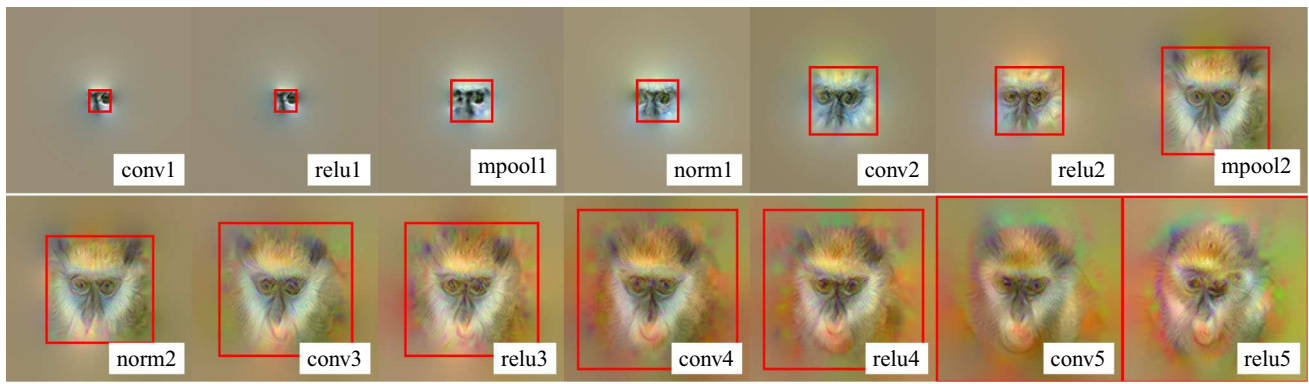 conv1
relu1
mpool1
norm1
conv2
relu2
mpool2
norm2
conv3
relu3
conv4
relu4
conv5
relu5